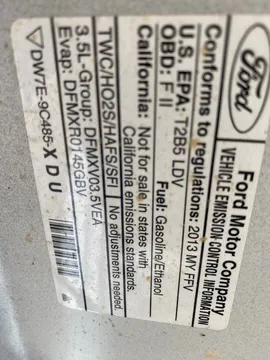 Ford
Ford Motor Company
VEHICLE EMISSION CONTROL INFORMATION
Conforms to regulations: 2013 MY FFV
U.S. EPA: T2B5 LDV
OBD: F II Fuel: Gasoline/Ethanol
California: Not for sale in states with
California emissions standards.
TWC/HO2S/HAFS/SFI No adjustments needed.
3.5L-Group: DFMXV03.5VEA
Evap: DFMXR0145GBV
DW7E-9C485-XDU